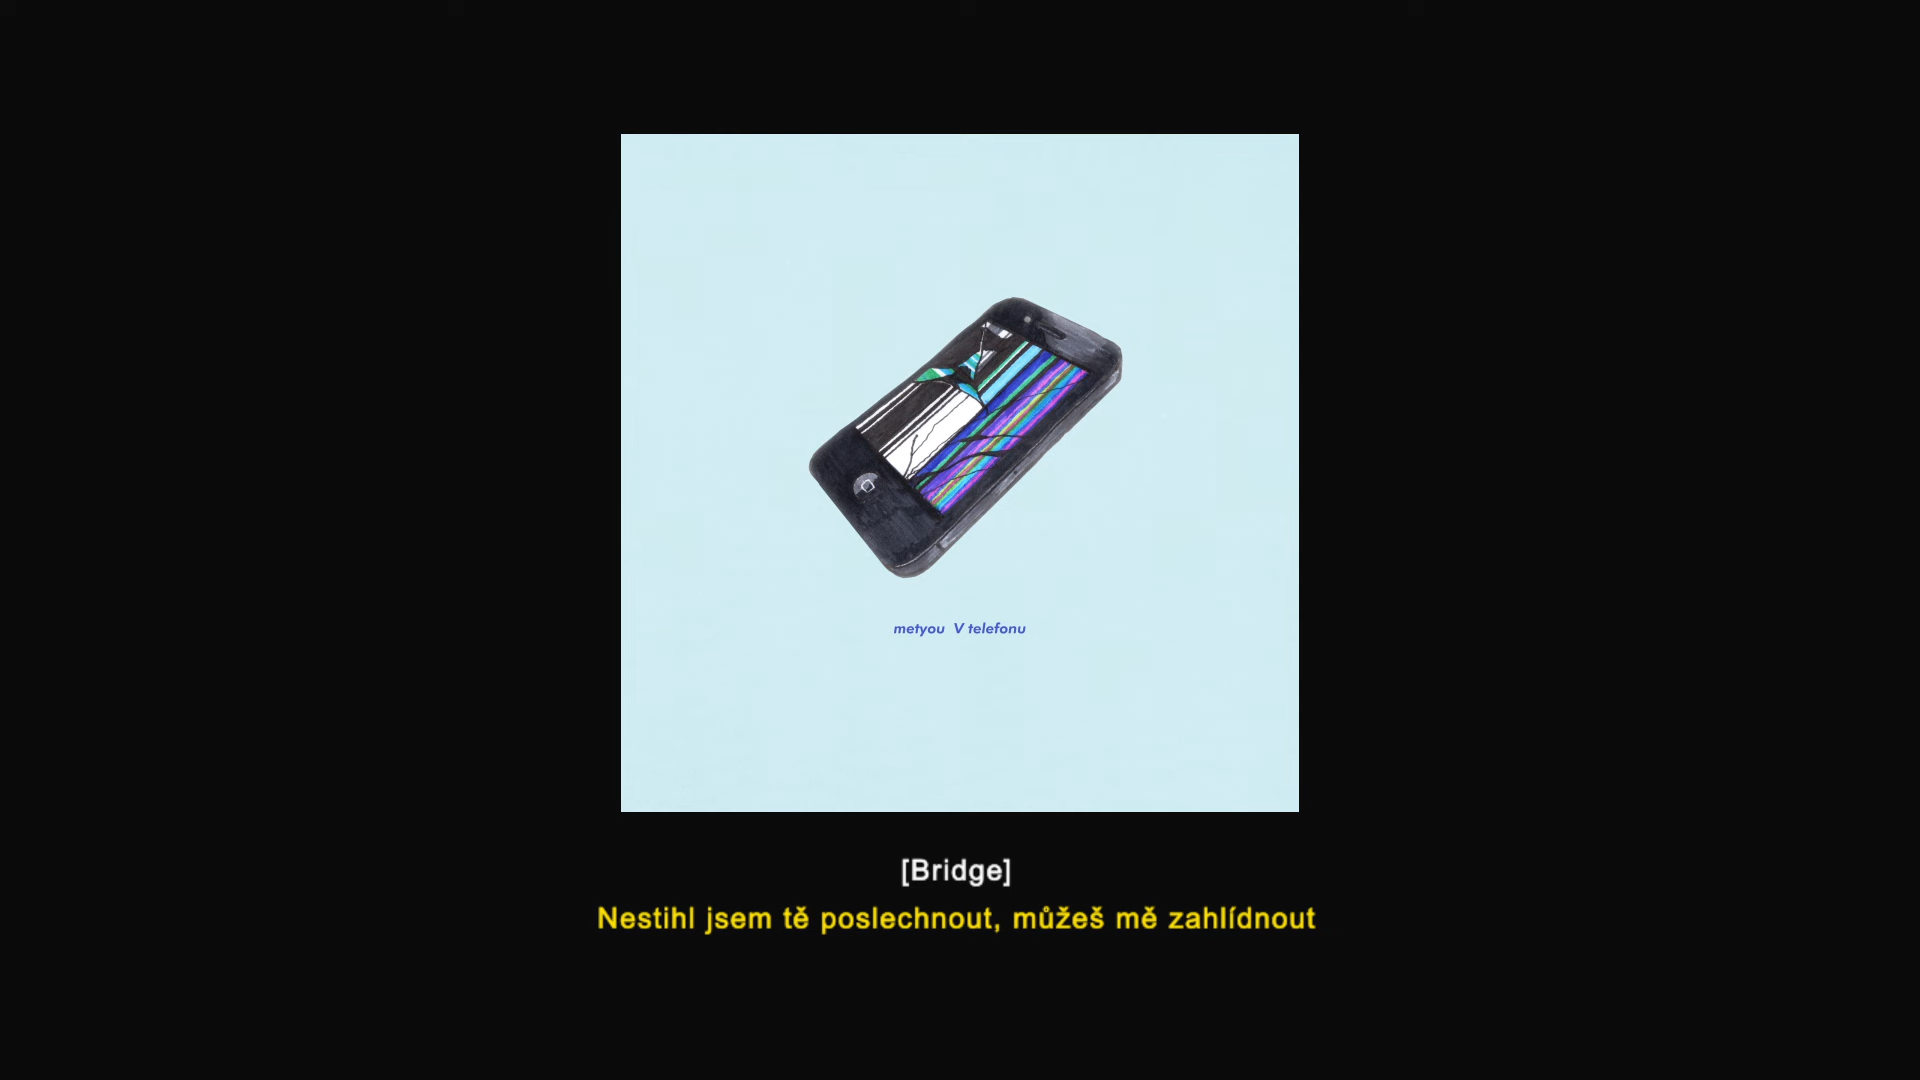 metyou V telefonu
[Bridge]
Nestihl jsem tě poslechnout, můžeš mě zahlídnout